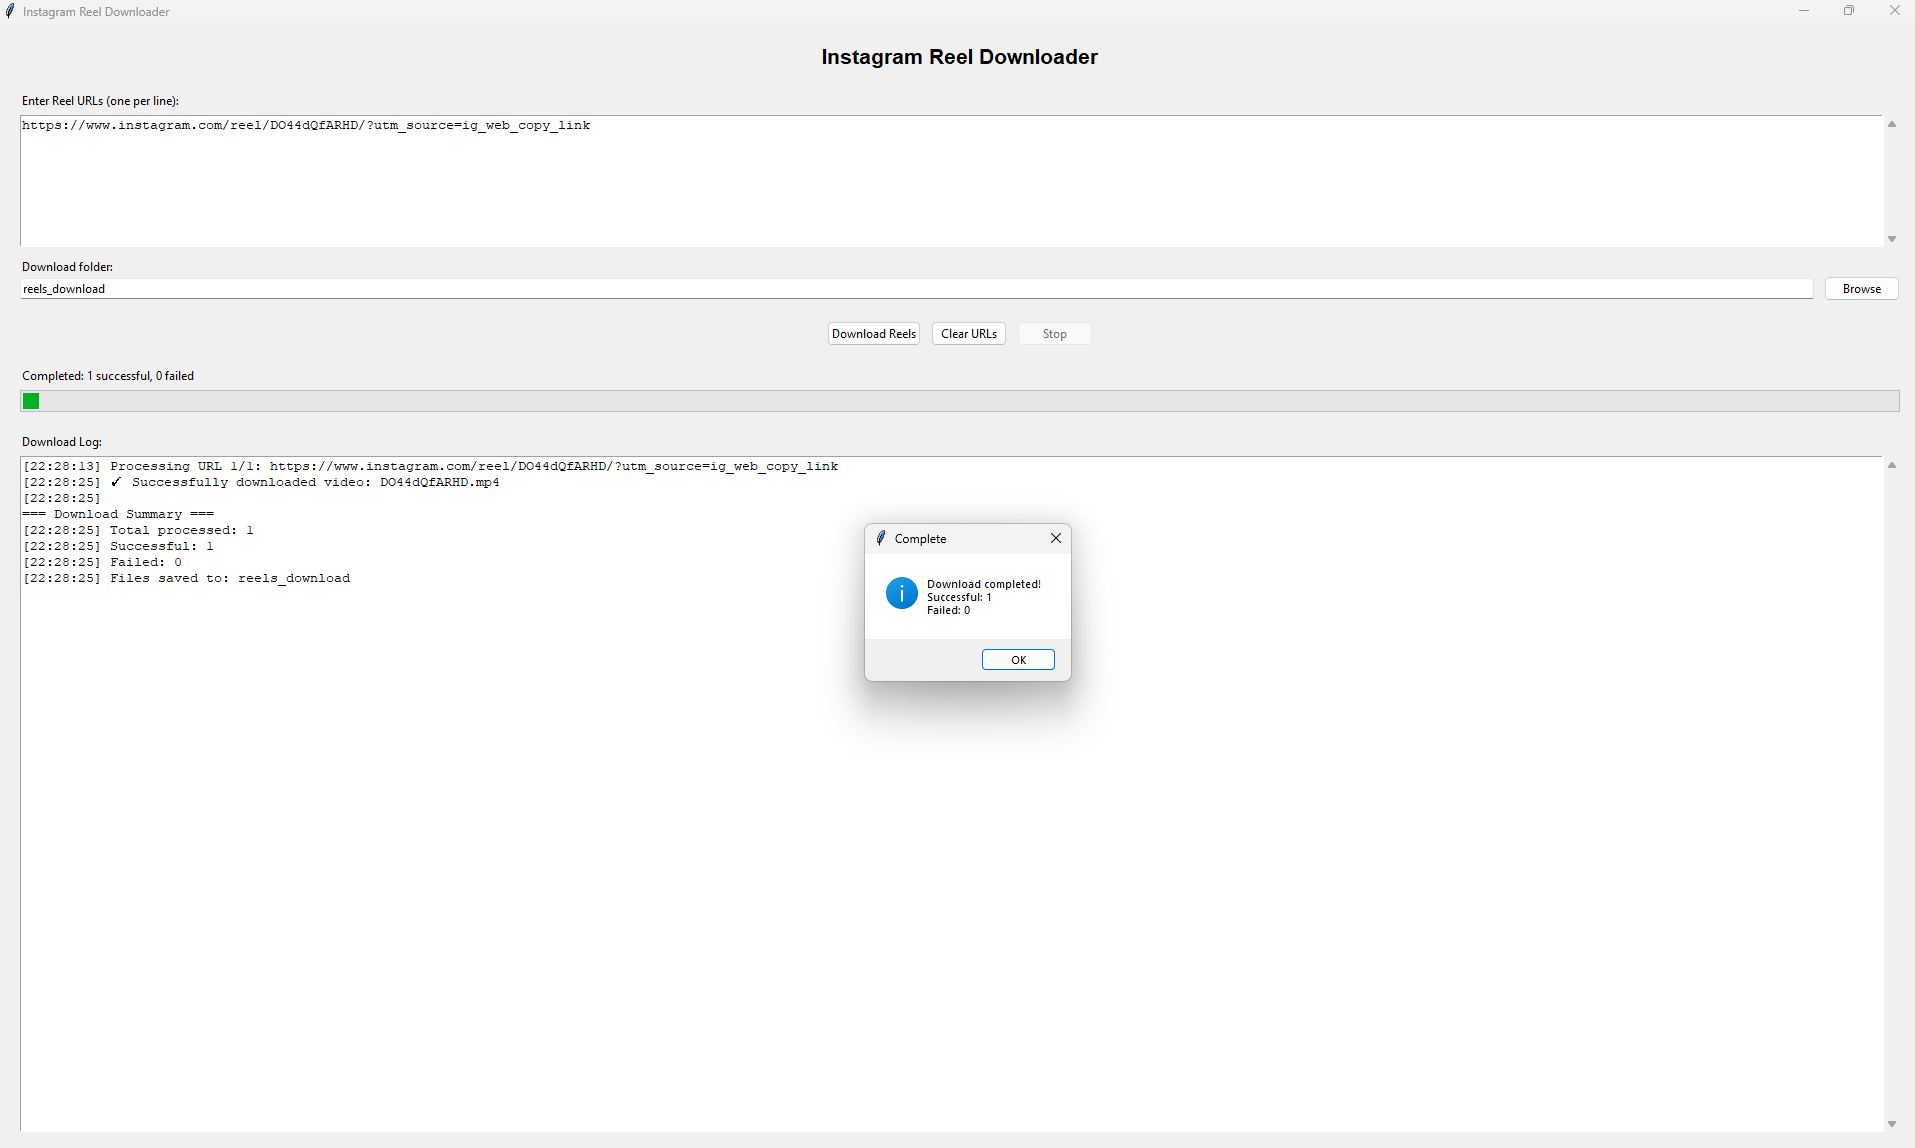 Instagram Reel Downloader
Instagram Reel Downloader
Enter Reel URLs (one per line):
https://www.instagram.com/reel/DO44dQfARHD/?utm_source=ig_web_copy_link
Download folder:
reels_download
Browse
Download Reels
Clear URLs
Stop
Completed: 1 successful, 0 failed
Download Log:
[22:28:13] Processing URL 1/1: https://www.instagram.com/reel/DO44dQfARHD/?utm_source=ig_web_copy_link
[22:28:25] ✓ Successfully downloaded video: DO44dQfARHD.mp4
[22:28:25]
=== Download Summary ===
[22:28:25] Total processed: 1
[22:28:25] Successful: 1
[22:28:25] Failed: 0
[22:28:25] Files saved to: reels_download
Complete
Download completed!
Successful: 1
Failed: 0
OK